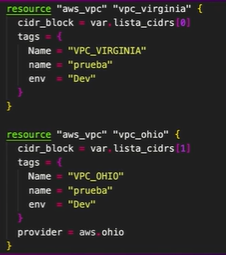 resource "aws_vpc" "vpc_virginia" {
  cidr_block = var.lista_cidrs[0]
  tags = {
    Name = "VPC_VIRGINIA"
    name = "prueba"
    env  = "Dev"
  }
}

resource "aws_vpc" "vpc_ohio" {
  cidr_block = var.lista_cidrs[1]
  tags = {
    Name = "VPC_OHIO"
    name = "prueba"
    env  = "Dev"
  }
  provider = aws.ohio
}